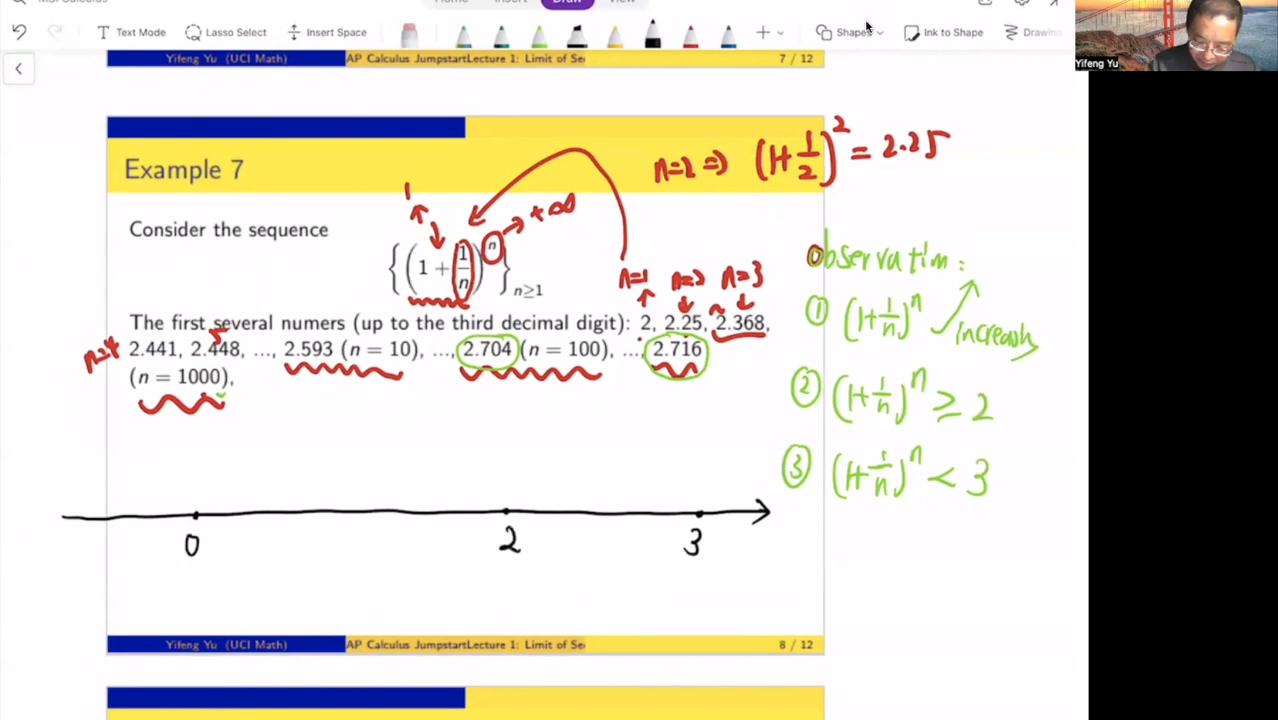 Text Mode Lasso Select Insert Space Shapes Ink to Shape Drawing
Yifeng Yu
Yifeng Yu (UCI Math) AP Calculus JumpstartLecture 1: Limit of Se 7 / 12
n=2 ⇒ (1+1/2)^2 = 2.25
Example 7
1
Consider the sequence
→ +∞
{(1 + 1/n)^n}n≥1
n=1 n=2 n=3
The first several numers (up to the third decimal digit): 2, 2.25, 2.368,
n=4 2.441, 2.448, ..., 2.593 (n = 10), ..., 2.704 (n = 100), ..., 2.716
(n = 1000),
Observation:
① (1+1/n)^n increasing
② (1+1/n)^n ≥ 2
③ (1+1/n)^n < 3
0 2 3
Yifeng Yu (UCI Math) AP Calculus JumpstartLecture 1: Limit of Se 8 / 12